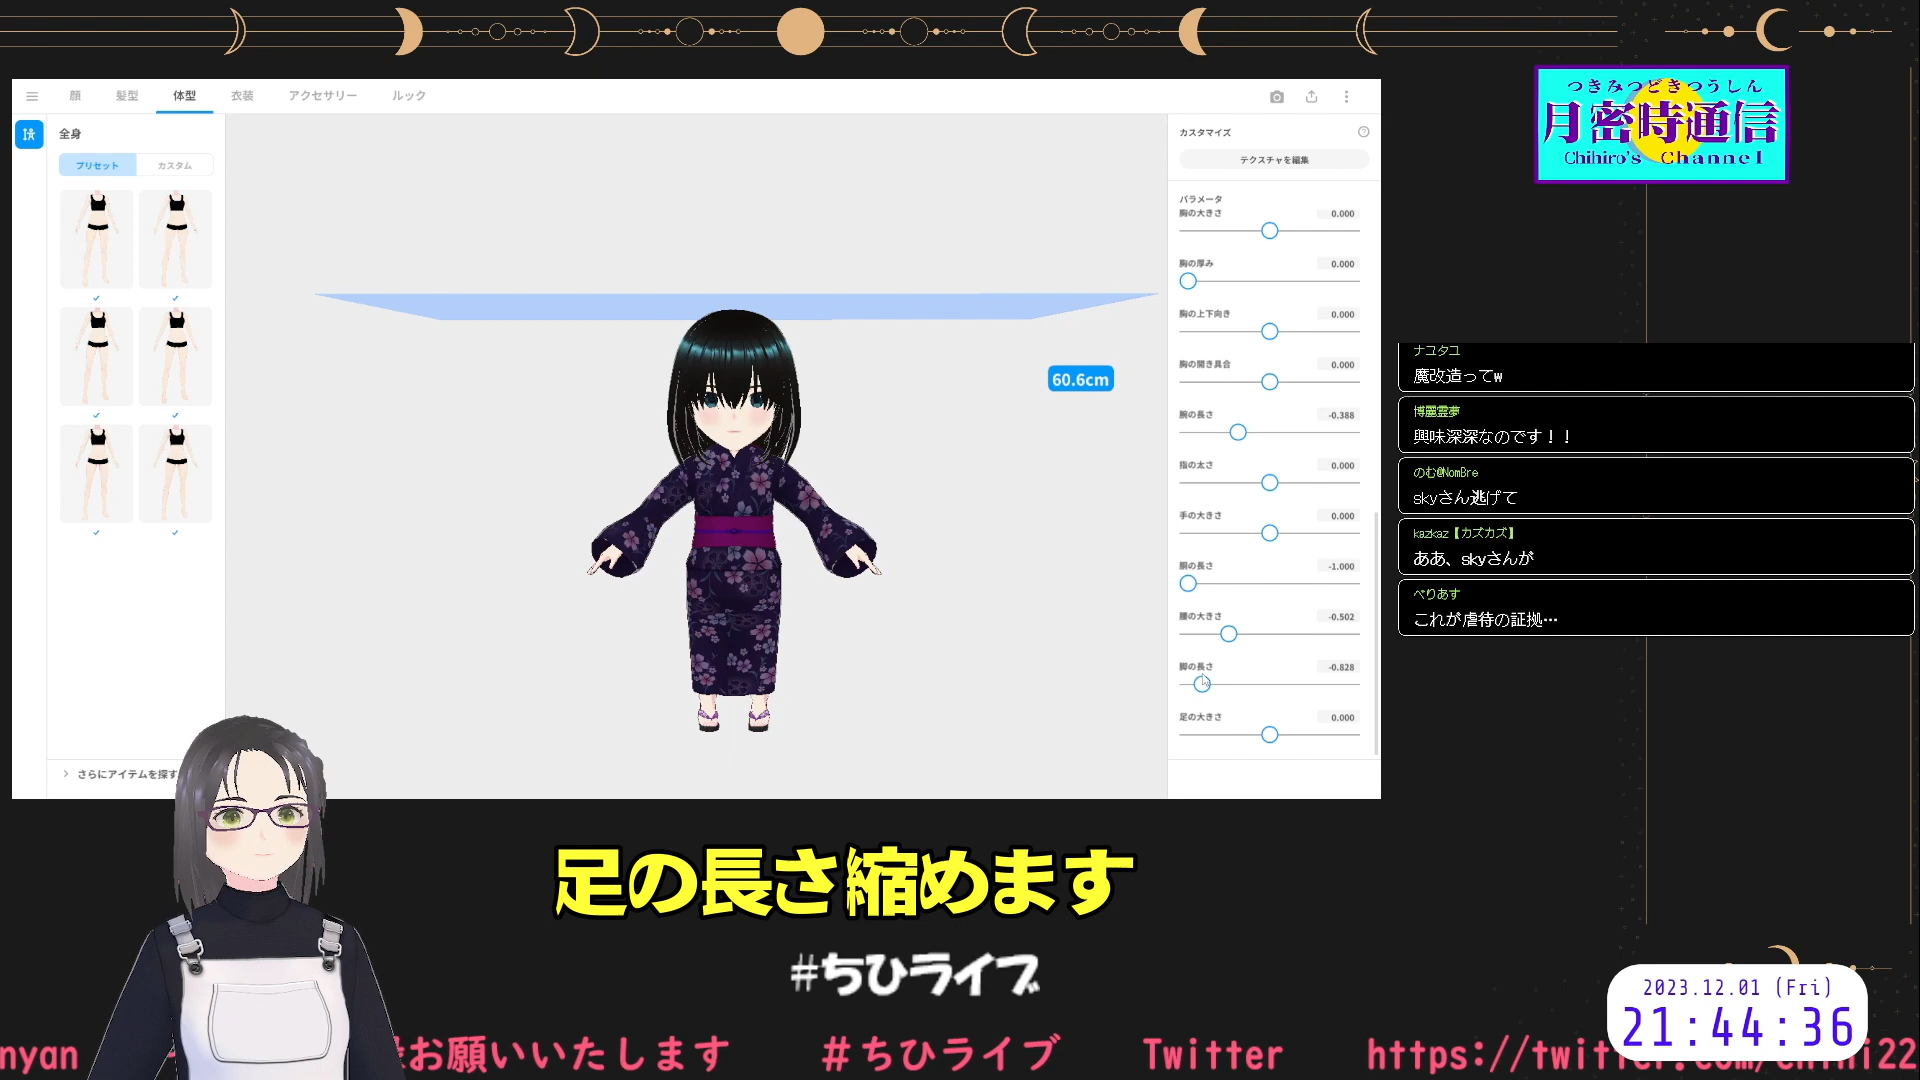 顔 髪型 体型 衣装 アクセサリー ルック
全身
プリセット カスタム
さらにアイテムを探す
60.6cm
カスタマイズ
テクスチャを編集
パラメータ
胸の大きさ 0.000
胸の厚み 0.000
胸の上下向き 0.000
胸の開き具合 0.000
腕の長さ -0.388
指の太さ 0.000
手の大きさ 0.000
胴の長さ -1.000
腰の大きさ -0.502
脚の長さ -0.828
足の大きさ 0.000
つきみつどきつうしん
月密時通信
Chihiro's Channel
ナユタユ
魔改造ってw
博麗霊夢
興味深深なのです！！
のむ@NomBre
skyさん逃げて
kazkaz【カズカズ】
ああ、skyさんが
べりあす
これが虐待の証拠…
足の長さ縮めます
#ちひライブ
2023.12.01 (Fri)
21:44:36
nyan お願いいたします #ちひライブ Twitter https://twitter.com/chihi22